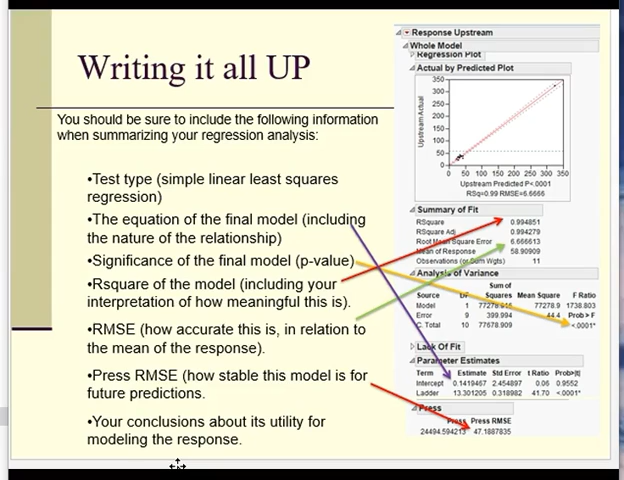 Writing it all UP
You should be sure to include the following information
when summarizing your regression analysis:
•Test type (simple linear least squares
regression)
•The equation of the final model (including
the nature of the relationship)
•Significance of the final model (p-value)
•Rsquare of the model (including your
interpretation of how meaningful this is).
•RMSE (how accurate this is, in relation to
the mean of the response).
•Press RMSE (how stable this model is for
future predictions.
•Your conclusions about its utility for
modeling the response.
Response Upstream
Whole Model
Regression Plot
Actual by Predicted Plot
Upstream Actual
350
300
250
200
150
100
50
0
0 50 100 150 200 250 300 350
Upstream Predicted P<.0001
RSq=0.99 RMSE=6.6666
Summary of Fit
RSquare 0.994851
RSquare Adj 0.994279
Root Mean Square Error 6.666613
Mean of Response 58.90909
Observations (or Sum Wgts) 11
Analysis of Variance
Sum of
Source Squares Mean Square F Ratio
Model 1 77278.9 1738.803
Error 9 399.994 44.4 Prob > F
C. Total 10 77678.909 <.0001*
Lack Of Fit
Parameter Estimates
Term Estimate Std Error t Ratio Prob>|t|
Intercept 0.1419467 2.454897 0.06 0.9552
Ladder 13.301205 0.318982 41.70 <.0001*
Press
Press Press RMSE
47.1887835